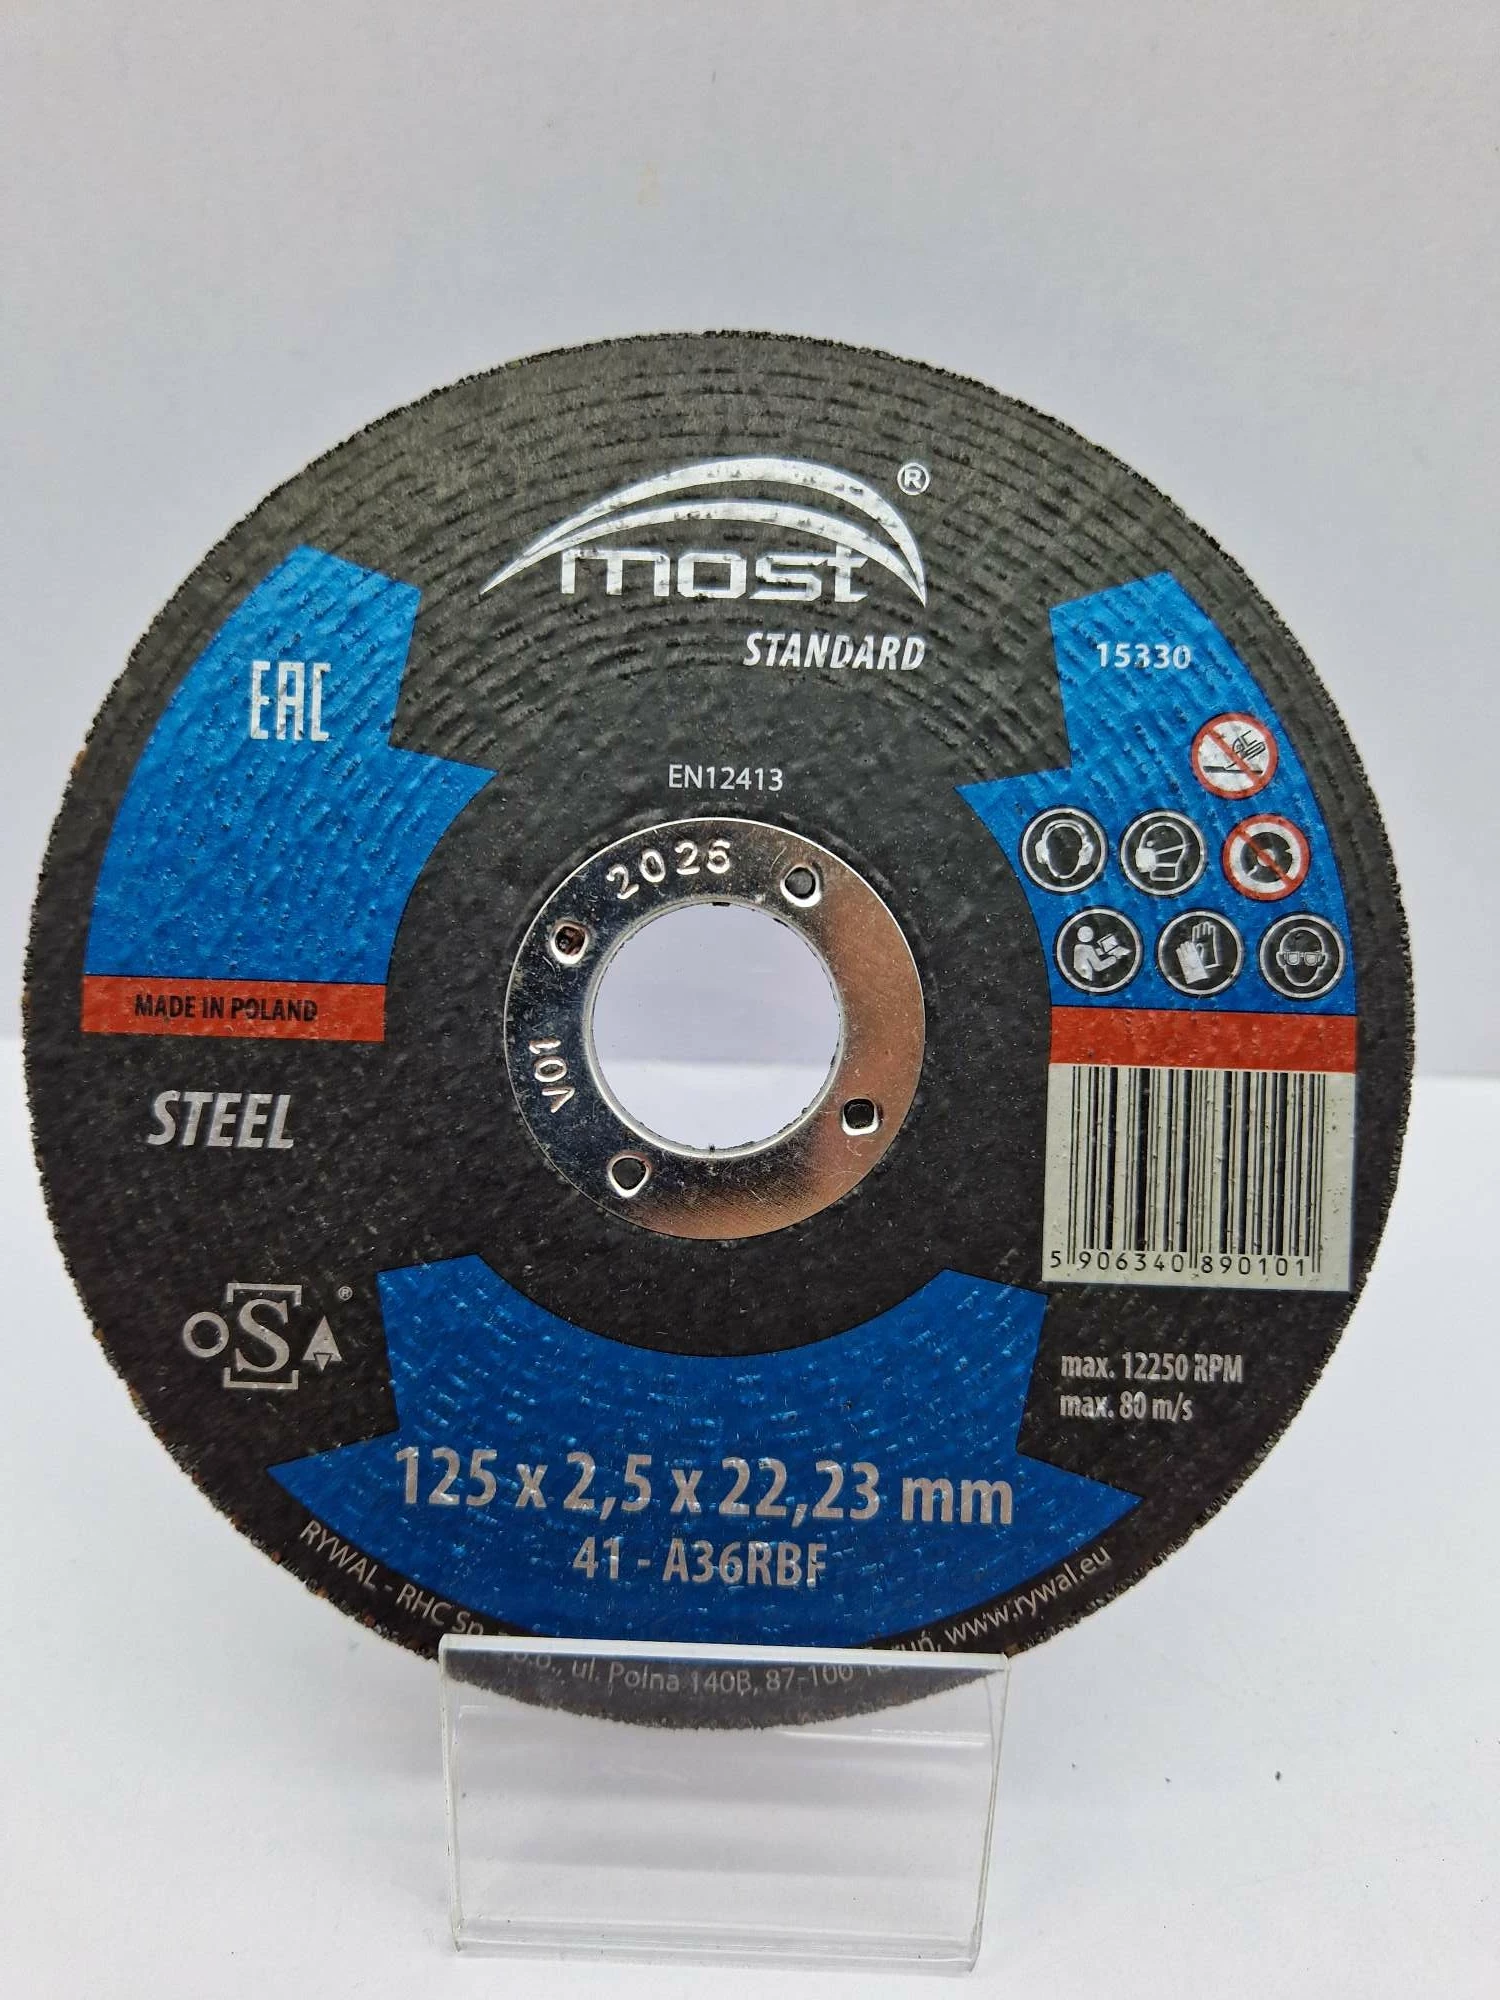 most ®
STANDARD
EAC
15330
EN12413
2026
V01
MADE IN POLAND
STEEL
5 906340 890101
oSA ®
max. 12250 RPM
max. 80 m/s
125 x 2,5 x 22,23 mm
41 - A36RBF
RYWAL - RHC Sp. z o.o., ul. Polna 140B, 87-100 Toruń, www.rywal.eu